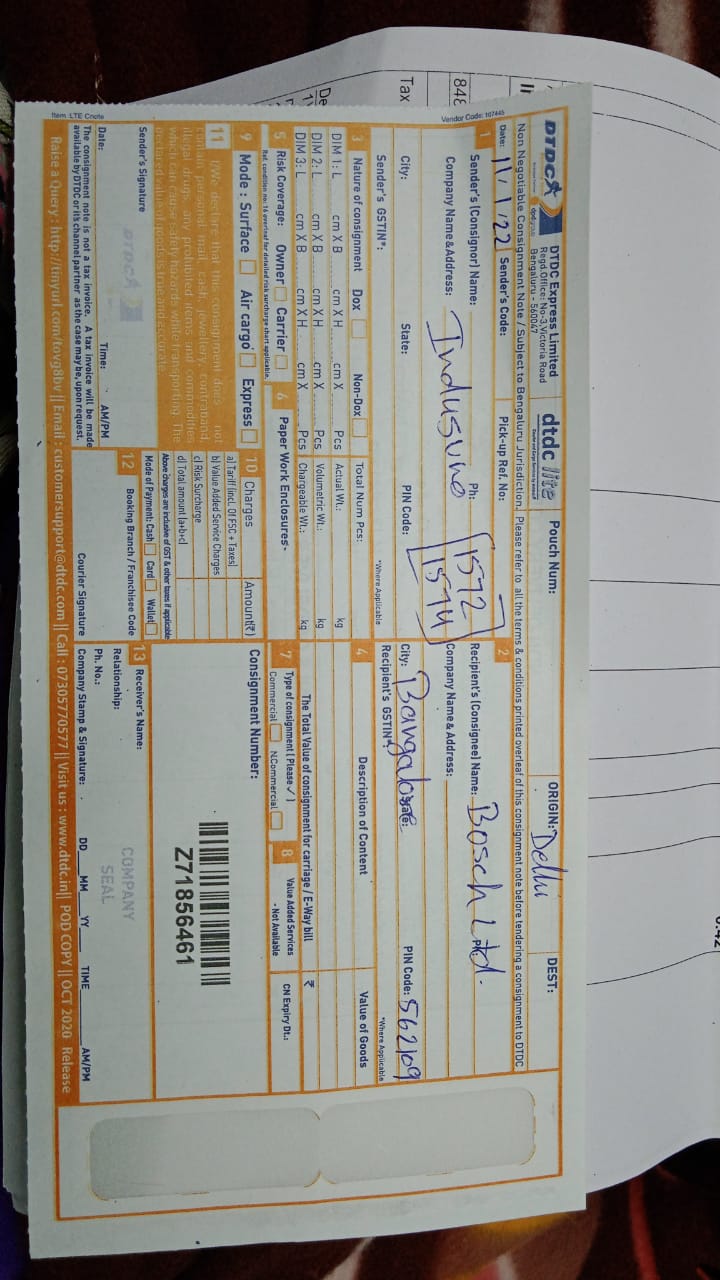 DTDC
DTDC Express Limited
Regd. Office: No-3, Victoria Road
Bengaluru - 560047
dtdc lite
Pouch Num:
ORIGIN: Delhi
DEST:
Non Negotiable Consignment Note / Subject to Bengaluru Jurisdiction. Please refer to all the terms & conditions printed overleaf of this consignment note before tendering a consignment to DTDC
Date: 11/1/22 Sender's Code:
Pick-up Ref. No:
Vendor Code: 107445
1 Sender's (Consignor) Name:
Ph:
Company Name & Address:
1572
1574
City: State: PIN Code:
Sender's GSTIN*: *Where Applicable
2 Recipient's (Consignee) Name: Bosch Ltd.
Company Name & Address:
City: Bangalore
PIN Code: 562109
Recipient's GSTIN*: *Where Applicable
3 Nature of consignment Dox Non-Dox Total Num Pcs:
DIM 1: L cm X B cm X H cm X Pcs Actual Wt.: kg
DIM 2: L cm X B cm X H cm X Pcs Volumetric Wt.: kg
DIM 3: L cm X B cm X H cm X Pcs Chargeable Wt.: kg
4 Description of Content Value of Goods
The Total Value of consignment for carriage / E-Way bill ₹
5 Risk Coverage: Owner Carrier
Ref. condition no: 16 overleaf for detailed risk surcharge chart applicable.
6 Paper Work Enclosures-
7 Type of consignment (Please ✓)
Commercial N.Commercial
8 Value Added Services
- Not Available
CN Expiry Dt.:
9 Mode : Surface Air cargo Express
10 Charges Amount(₹)
a) Tariff (incl. Of FSC + Taxes)
b) Value Added Service Charges
c) Risk Surcharge
d) Total amount (a+b+c)
Above charges are inclusive of GST & other taxes if applicable
Mode of Payment: Cash Card Wallet
Consignment Number:
Z71856461
11 I/We declare that this consignment does not
contain personal mail, cash, jewellery, contraband,
illegal drugs, any prohibited items and commodities
which can cause safety hazards while transporting. The
declared value of goods is true and accurate.
Sender's Signature
DTDC
Date: Time: AM/PM
The consignment note is not a tax invoice. A tax invoice will be made
available by DTDC or its channel partner as the case may be, upon request.
12 Booking Branch / Franchisee Code
Courier Signature
13 Receiver's Name:
Relationship:
Ph. No.:
Company Stamp & Signature:
COMPANY
SEAL
DD MM YY TIME AM/PM
Raise a Query : http://tinyurl.com/tovg8bv || Email : customersupport@dtdc.com || Call : 07305770577 || Visit us : www.dtdc.in || POD COPY || OCT 2020 Release
Item :LTE Cnote
848
Tax